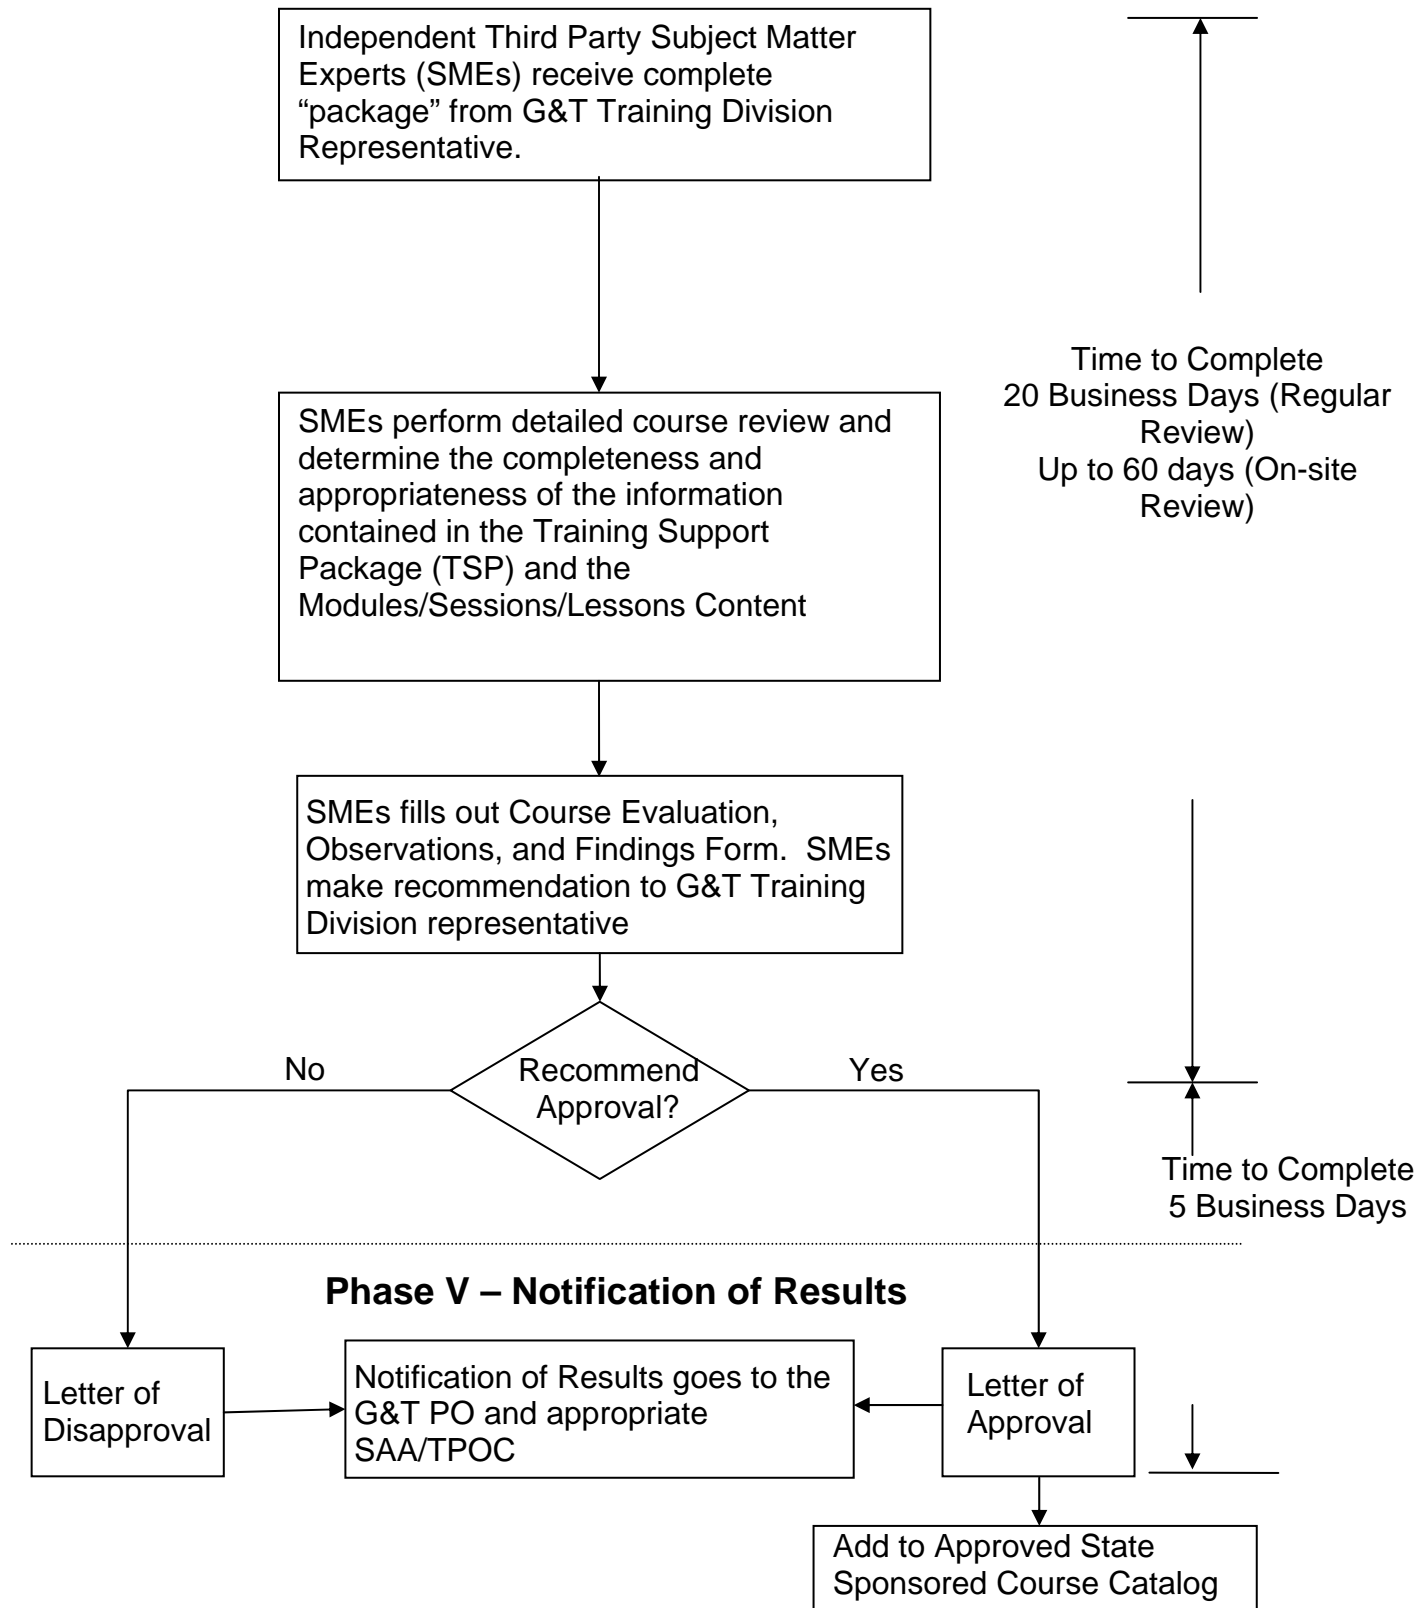 Independent Third Party Subject Matter
Experts (SMEs) receive complete
“package” from G&T Training Division
Representative.
Time to Complete
20 Business Days (Regular
Review)
Up to 60 days (On-site
Review)
SMEs perform detailed course review and
determine the completeness and
appropriateness of the information
contained in the Training Support
Package (TSP) and the
Modules/Sessions/Lessons Content
SMEs fills out Course Evaluation,
Observations, and Findings Form.  SMEs
make recommendation to G&T Training
Division representative
No
Recommend
Approval?
Yes
Time to Complete
5 Business Days
Phase V – Notification of Results
Letter of
Disapproval
Notification of Results goes to the
G&T PO and appropriate
SAA/TPOC
Letter of
Approval
Add to Approved State
Sponsored Course Catalog